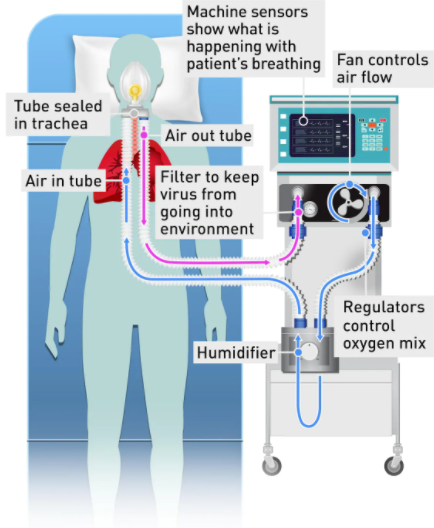 Machine sensors
show what is
happening with
patient's breathing
Fan controls
air flow
Tube sealed
in trachea
Air out tube
Air in tube
Filter to keep
virus from
going into
environment
Regulators
control
oxygen mix
Humidifier